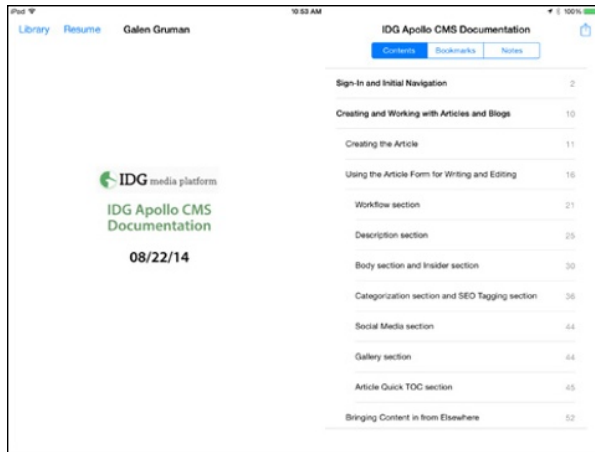 iPad
10:53 AM
100%
Library Resume Galen Gruman
IDG Apollo CMS Documentation
Contents Bookmarks Notes
IDG media platform
IDG Apollo CMS
Documentation
08/22/14
Sign-In and Initial Navigation 2
Creating and Working with Articles and Blogs 10
Creating the Article 11
Using the Article Form for Writing and Editing 16
Workflow section 21
Description section 25
Body section and Insider section 30
Categorization section and SEO Tagging section 36
Social Media section 44
Gallery section 44
Article Quick TOC section 45
Bringing Content in from Elsewhere 52